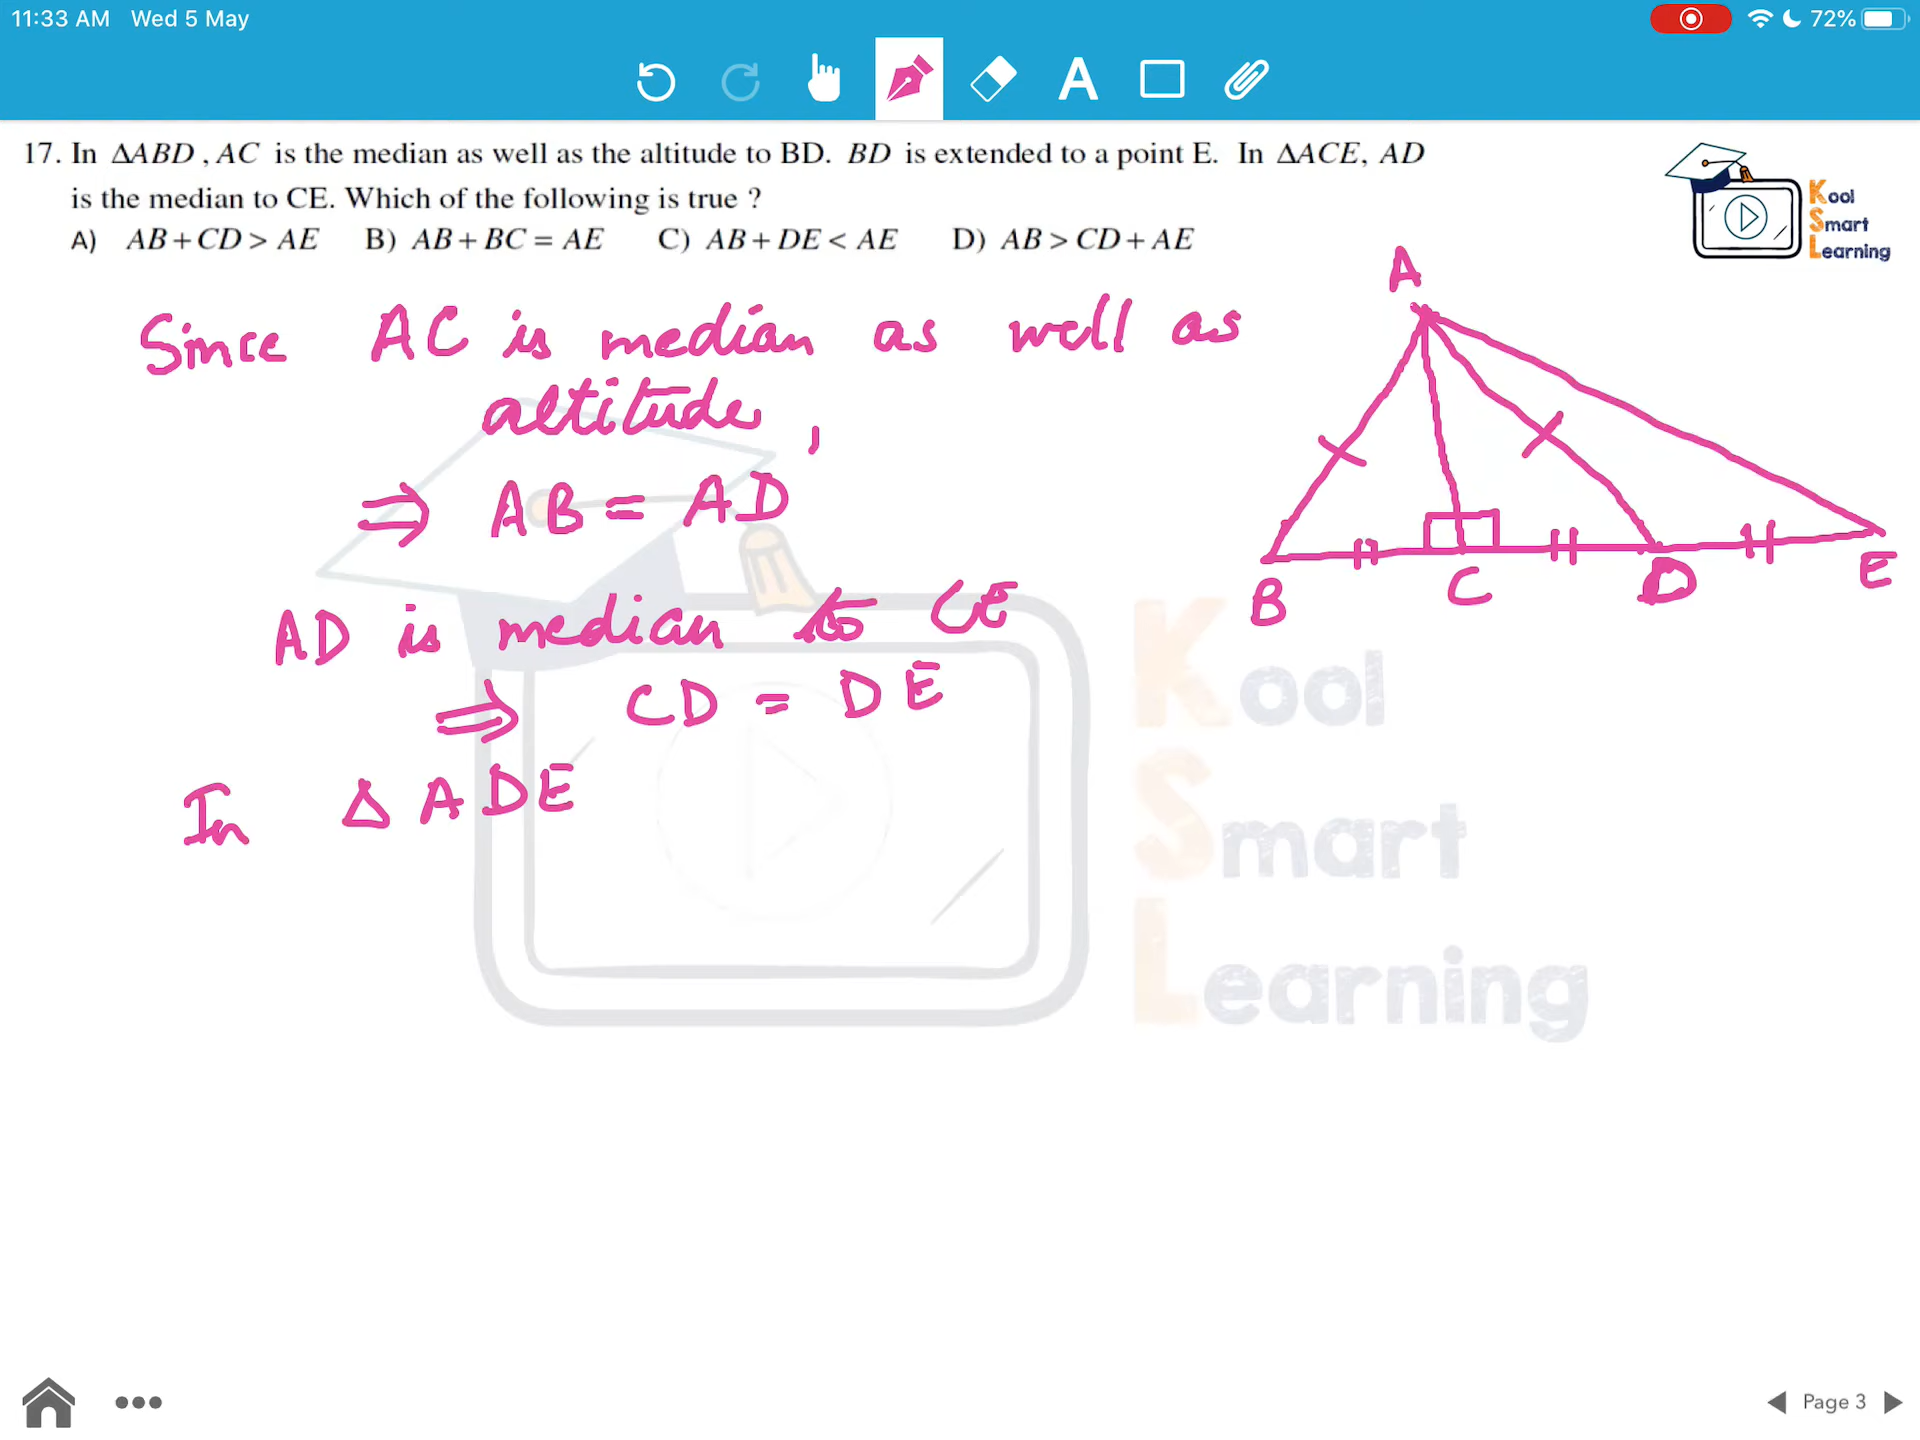 11:33 AM Wed 5 May
72%
A
17. In ΔABD , AC is the median as well as the altitude to BD. BD is extended to a point E. In ΔACE, AD
is the median to CE. Which of the following is true ?
A) AB + CD > AE B) AB + BC = AE C) AB + DE < AE D) AB > CD + AE
Kool
Smart
Learning
A
Since AC is median as well as
altitude ,
⇒ AB = AD
B C D E
AD is median to CE
⇒ CD = DE
In Δ ADE
Kool
Smart
Learning
Page 3